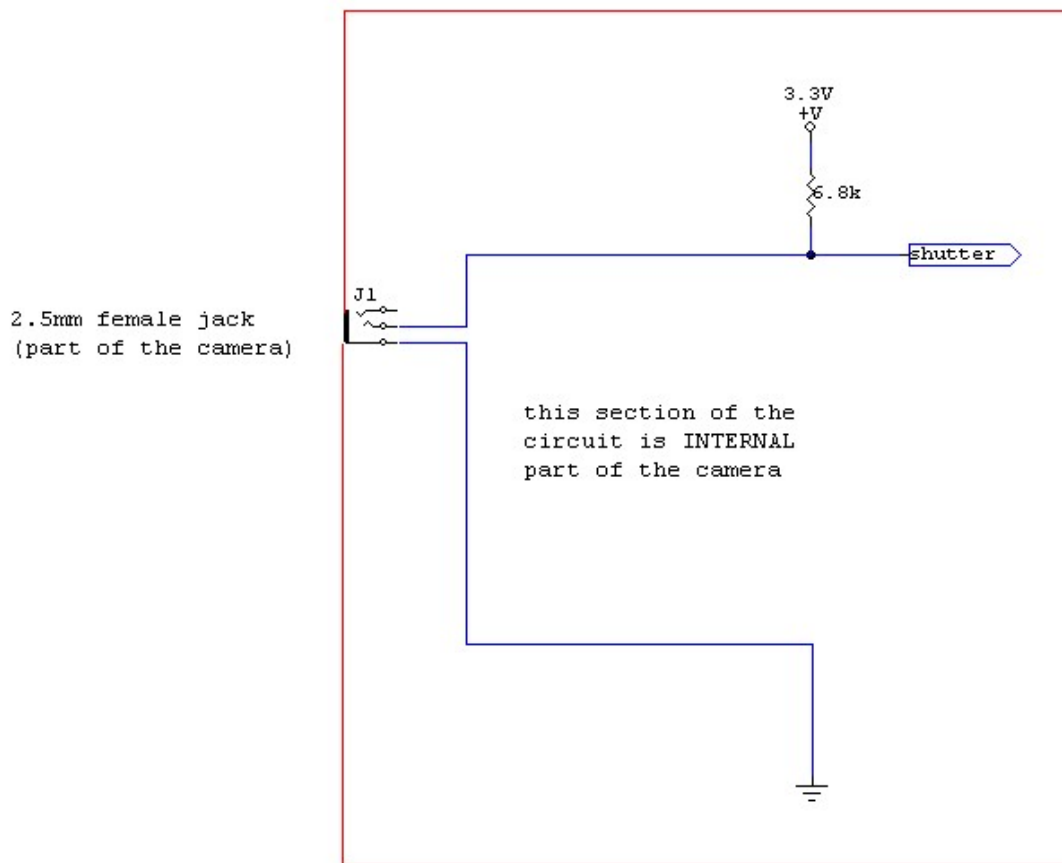 3.3V
+V
6.8k
shutter
J1
2.5mm female jack
(part of the camera)
this section of the
circuit is INTERNAL
part of the camera